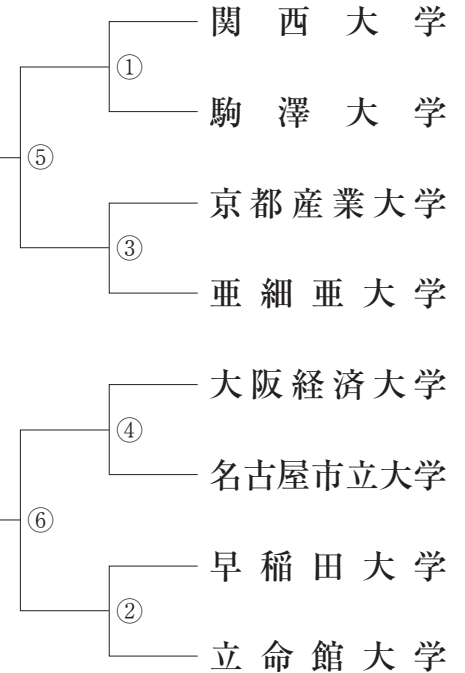 関西大学
①
駒澤大学
⑤
京都産業大学
③
亜細亜大学
大阪経済大学
④
名古屋市立大学
⑥
早稲田大学
②
立命館大学